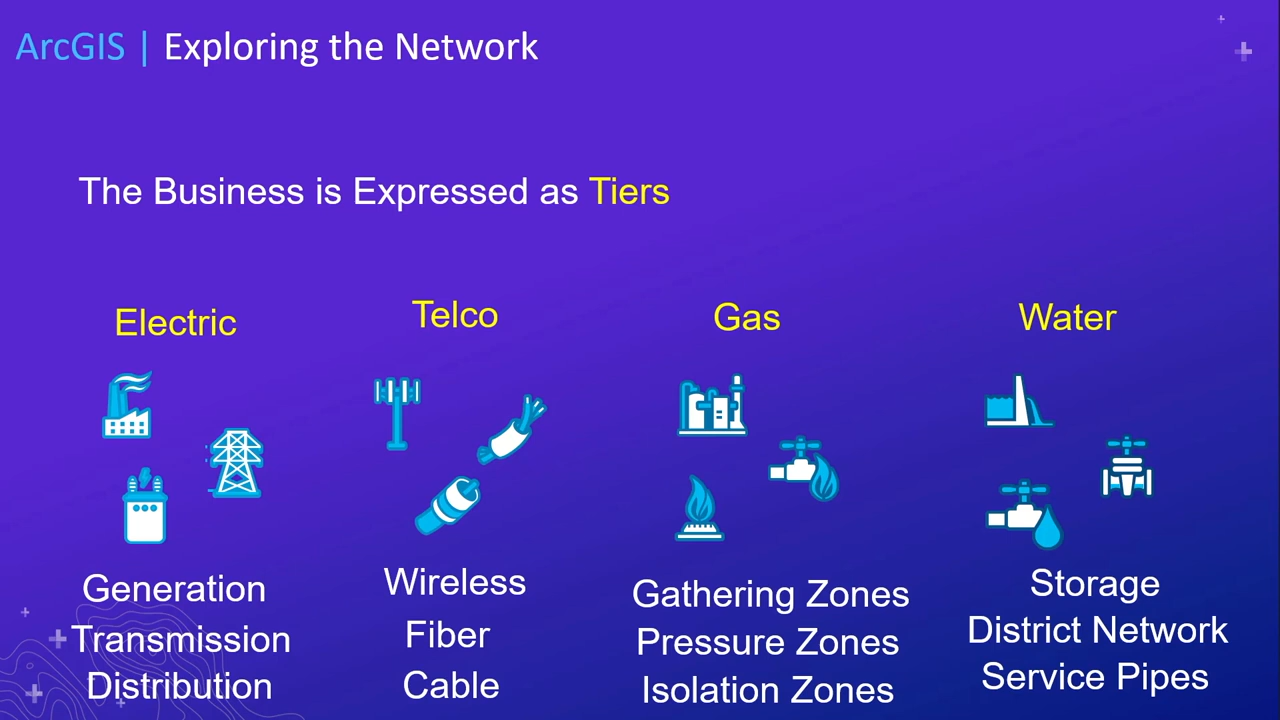 ArcGIS | Exploring the Network
The Business is Expressed as Tiers
Electric
Generation
Transmission
Distribution
Telco
Wireless
Fiber
Cable
Gas
Gathering Zones
Pressure Zones
Isolation Zones
Water
Storage
District Network
Service Pipes